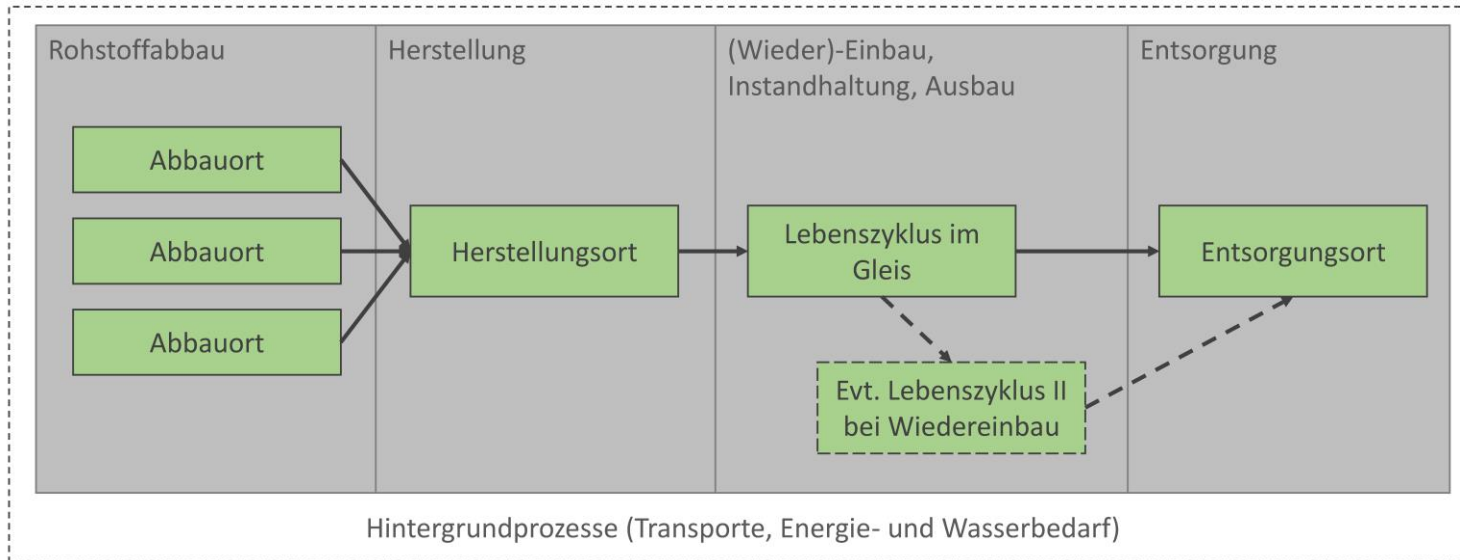 Rohstoffabbau
Herstellung
(Wieder)-Einbau,
Instandhaltung, Ausbau
Entsorgung
Abbauort
Abbauort
Abbauort
Herstellungsort
Lebenszyklus im
Gleis
Entsorgungsort
Evt. Lebenszyklus II
bei Wiedereinbau
Hintergrundprozesse (Transporte, Energie- und Wasserbedarf)